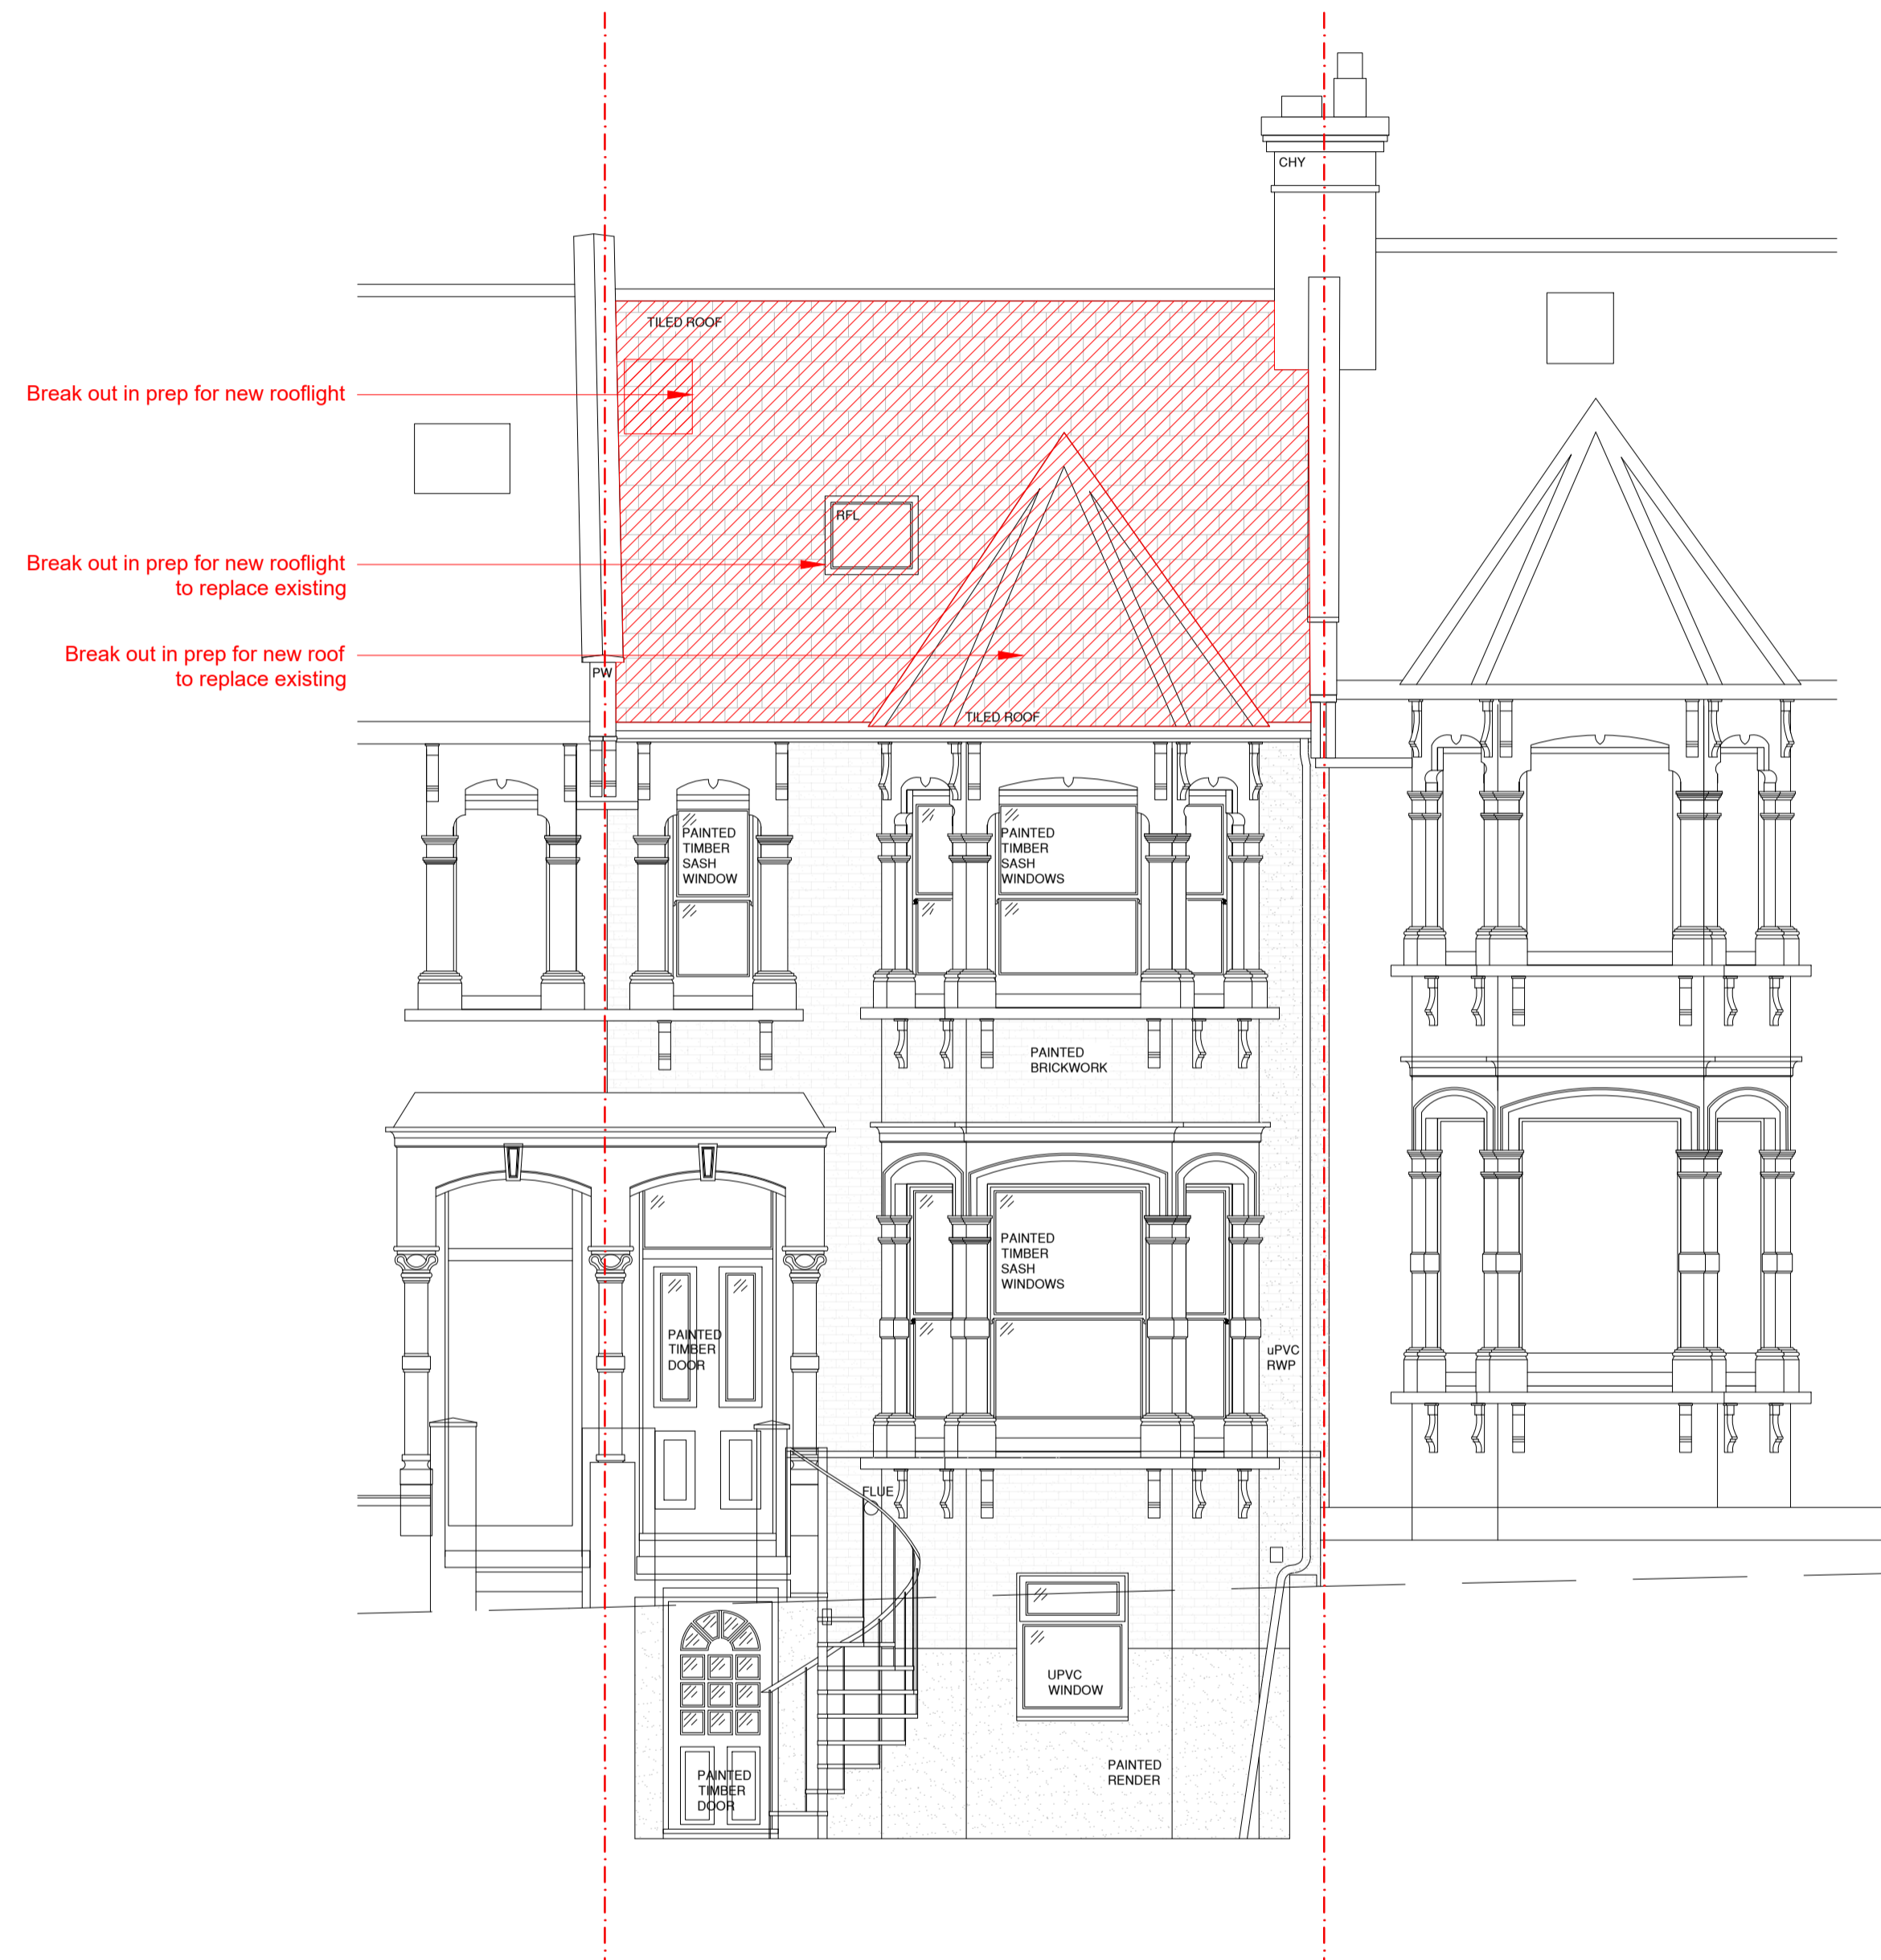 CHY
TILED ROOF
Break out in prep for new rooflight
RFL
Break out in prep for new rooflight
to replace existing
Break out in prep for new roof
to replace existing
PW
TILED ROOF
PAINTED
TIMBER
SASH
WINDOW
PAINTED
TIMBER
SASH
WINDOWS
PAINTED
BRICKWORK
PAINTED
TIMBER
SASH
WINDOWS
PAINTED
TIMBER
DOOR
uPVC
RWP
FLUE
UPVC
WINDOW
PAINTED
TIMBER
DOOR
PAINTED
RENDER